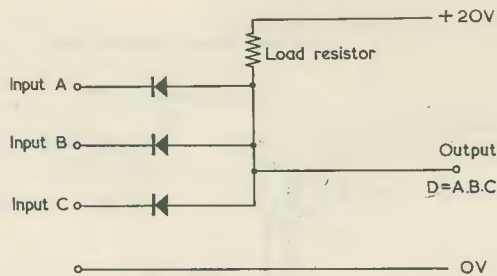 +20V
Load resistor
Input A
Input B
Output
D=A.B.C
Input C
0V